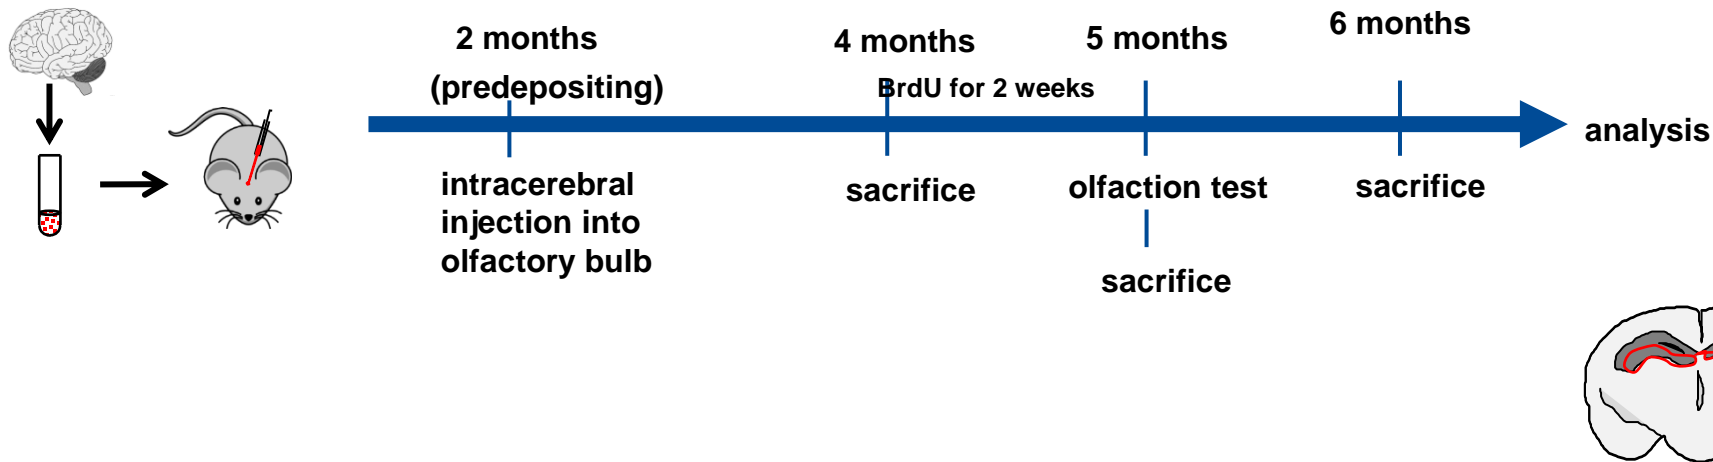 2 months
(predepositing)
4 months
5 months
6 months
BrdU for 2 weeks
analysis
intracerebral
injection into
olfactory bulb
sacrifice
olfaction test
sacrifice
sacrifice